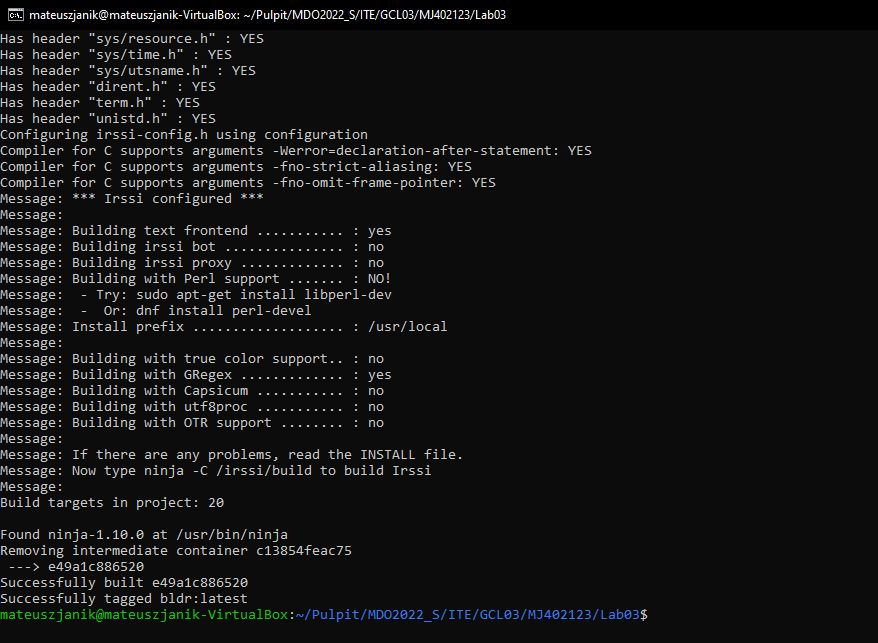 mateuszjanik@mateuszjanik-VirtualBox: ~/Pulpit/MDO2022_S/ITE/GCL03/MJ402123/Lab03
Has header "sys/resource.h" : YES
Has header "sys/time.h" : YES
Has header "sys/utsname.h" : YES
Has header "dirent.h" : YES
Has header "term.h" : YES
Has header "unistd.h" : YES
Configuring irssi-config.h using configuration
Compiler for C supports arguments -Werror=declaration-after-statement: YES
Compiler for C supports arguments -fno-strict-aliasing: YES
Compiler for C supports arguments -fno-omit-frame-pointer: YES
Message: *** Irssi configured ***
Message:
Message: Building text frontend ........... : yes
Message: Building irssi bot ............... : no
Message: Building irssi proxy ............. : no
Message: Building with Perl support ....... : NO!
Message:  - Try: sudo apt-get install libperl-dev
Message:  -  Or: dnf install perl-devel
Message: Install prefix ................... : /usr/local
Message:
Message: Building with true color support.. : no
Message: Building with GRegex ............. : yes
Message: Building with Capsicum ........... : no
Message: Building with utf8proc ........... : no
Message: Building with OTR support ........ : no
Message:
Message: If there are any problems, read the INSTALL file.
Message: Now type ninja -C /irssi/build to build Irssi
Message:
Build targets in project: 20
Found ninja-1.10.0 at /usr/bin/ninja
Removing intermediate container c13854feac75
 ---> e49a1c886520
Successfully built e49a1c886520
Successfully tagged bldr:latest
mateuszjanik@mateuszjanik-VirtualBox:~/Pulpit/MDO2022_S/ITE/GCL03/MJ402123/Lab03$